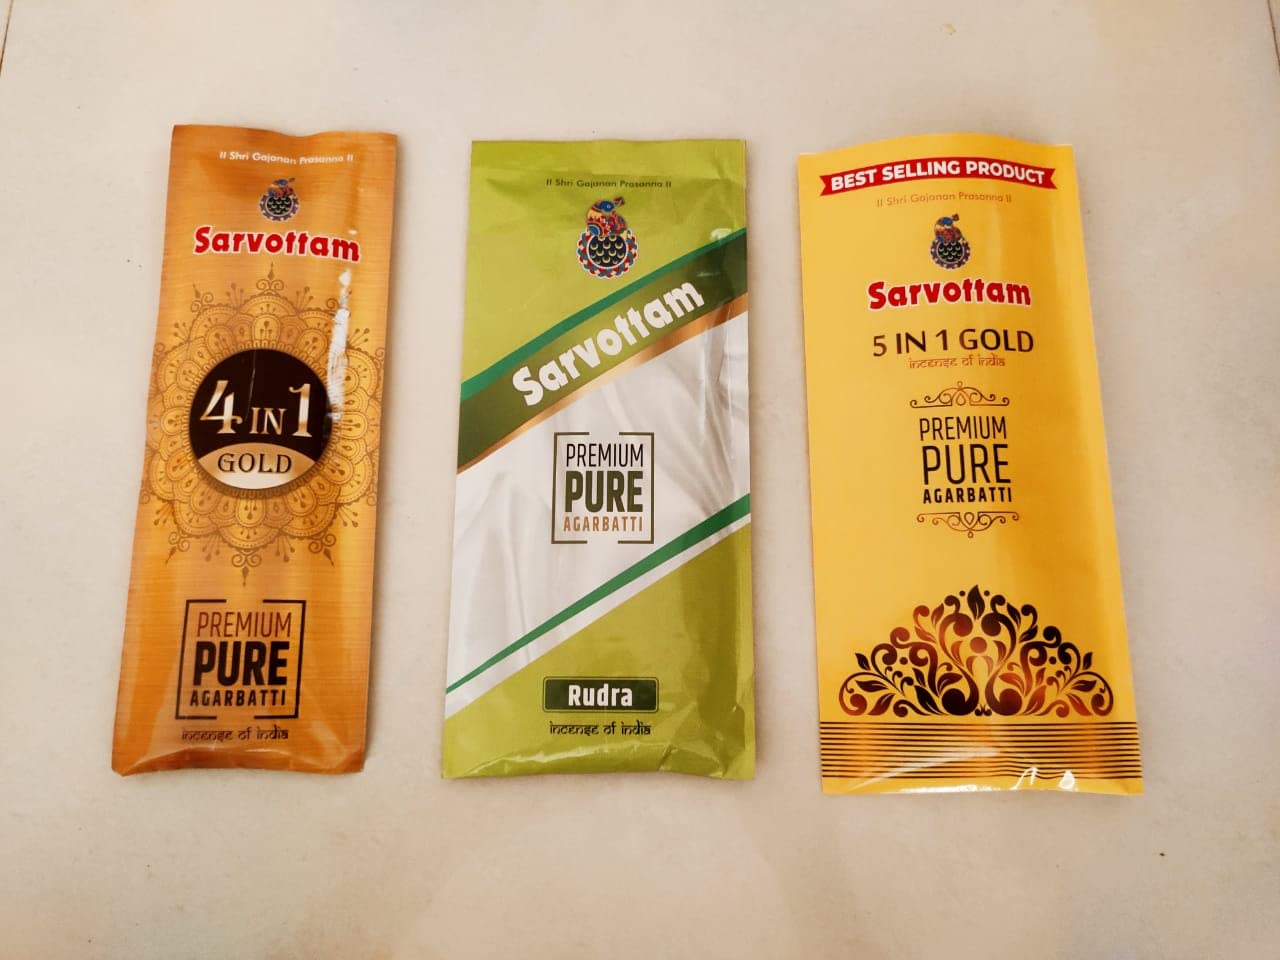 II Shri Gajanan Prasanna II
Sarvottam
4 IN 1
GOLD
PREMIUM
PURE
AGARBATTI
incense of india
II Shri Gajanan Prasanna II
Sarvottam
PREMIUM
PURE
AGARBATTI
Rudra
incense of india
BEST SELLING PRODUCT
II Shri Gajanan Prasanna II
Sarvottam
5 IN 1 GOLD
incense of india
PREMIUM
PURE
AGARBATTI